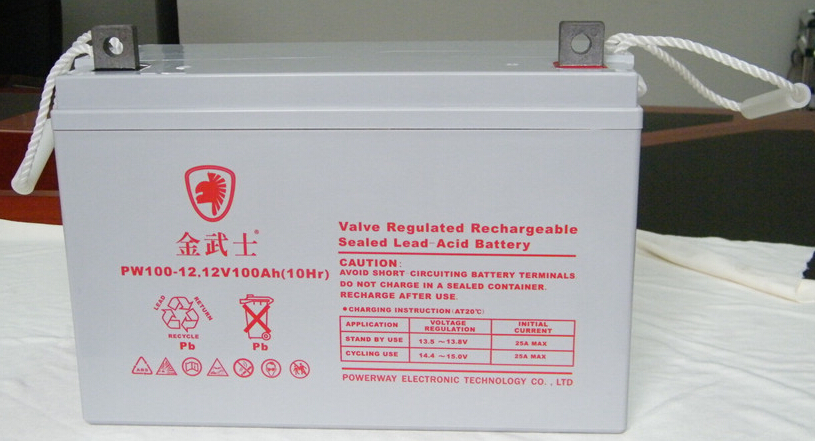 金武士®
PW100-12,12V100Ah(10Hr)
LEAD RETURN
RECYCLE
Pb
Pb
Valve Regulated Rechargeable
Sealed Lead-Acid Battery
CAUTION:
AVOID SHORT CIRCUITING BATTERY TERMINALS
DO NOT CHARGE IN A SEALED CONTAINER.
RECHARGE AFTER USE.
●CHARGING INSTRUCTION(AT20℃)
APPLICATION VOLTAGE REGULATION INITIAL CURRENT
STAND BY USE 13.5 ~13.8V 25A MAX
CYCLING USE 14.4 ~15.0V 25A MAX
POWERWAY ELECTRONIC TECHNOLOGY CO., LTD